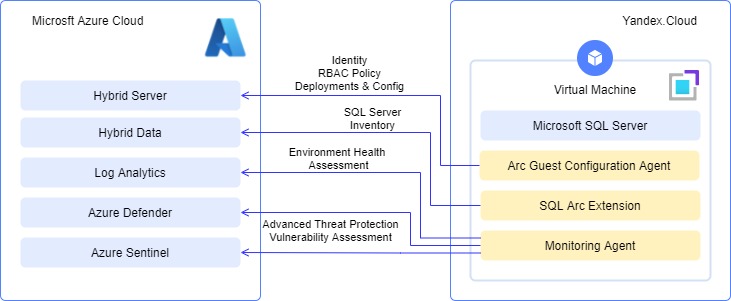 Microsft Azure Cloud
Hybrid Server
Hybrid Data
Log Analytics
Azure Defender
Azure Sentinel
Identity
RBAC Policy
Deployments & Config
SQL Server
Inventory
Environment Health
Assessment
Advanced Threat Protection
Vulnerability Assessment
Yandex.Cloud
Virtual Machine
Microsoft SQL Server
Arc Guest Configuration Agent
SQL Arc Extension
Monitoring Agent